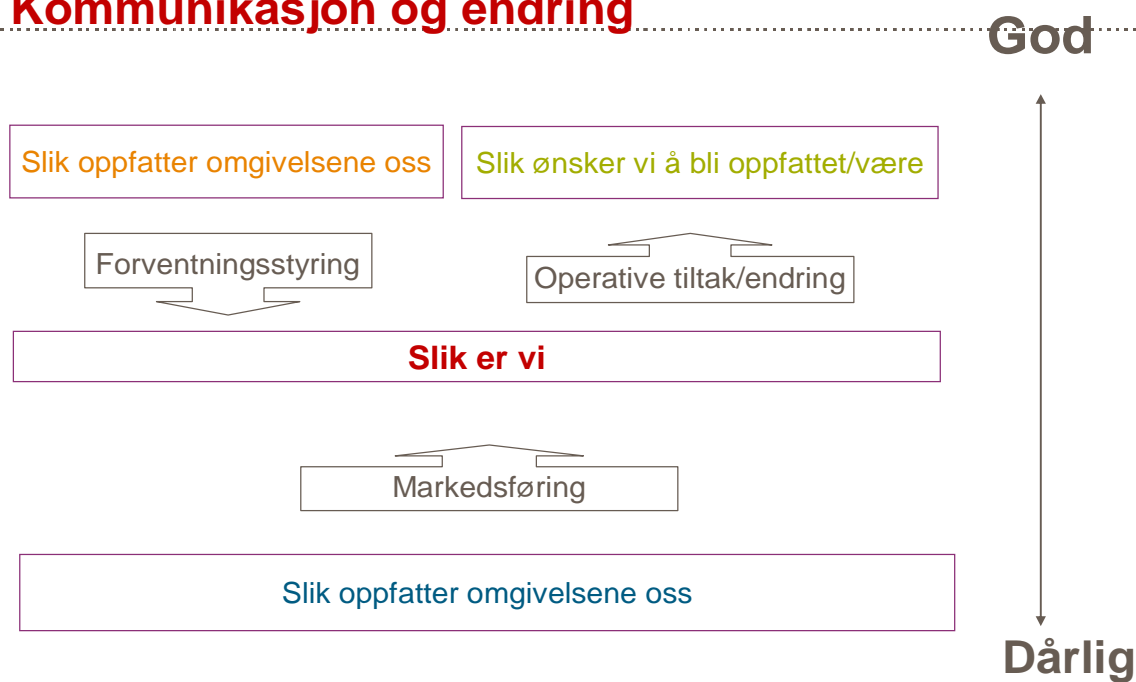 Kommunikasjon og endring
God
Slik oppfatter omgivelsene oss
Slik ønsker vi å bli oppfattet/være
Forventningsstyring
Operative tiltak/endring
Slik er vi
Markedsføring
Slik oppfatter omgivelsene oss
Dårlig